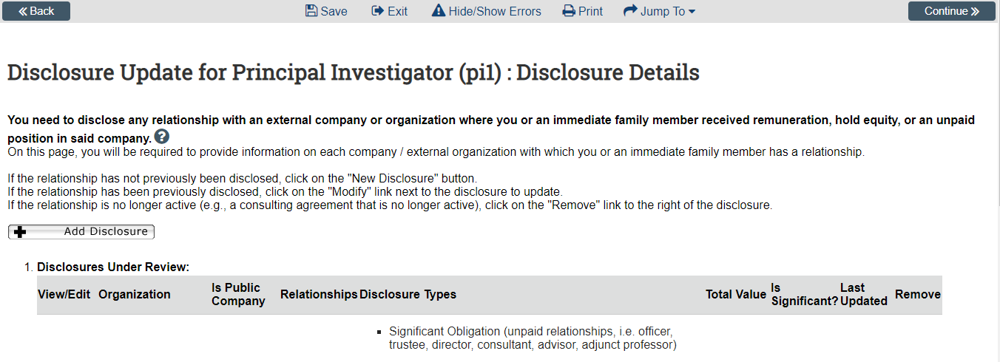 Back Save Exit Hide/Show Errors Print Jump To Continue
Disclosure Update for Principal Investigator (pi1) : Disclosure Details
You need to disclose any relationship with an external company or organization where you or an immediate family member received remuneration, hold equity, or an unpaid
position in said company.
On this page, you will be required to provide information on each company / external organization with which you or an immediate family member has a relationship.
If the relationship has not previously been disclosed, click on the "New Disclosure" button.
If the relationship has been previously disclosed, click on the "Modify" link next to the disclosure to update.
If the relationship is no longer active (e.g., a consulting agreement that is no longer active), click on the "Remove" link to the right of the disclosure.
Add Disclosure
1. Disclosures Under Review:
View/Edit Organization Is Public Company Relationships Disclosure Types Total Value Is Significant? Last Updated Remove
Significant Obligation (unpaid relationships, i.e. officer,
trustee, director, consultant, advisor, adjunct professor)